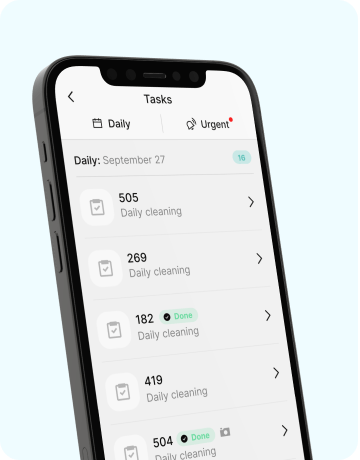 Tasks
Daily
Urgent
Daily: September 27
16
505
Daily cleaning
269
Daily cleaning
182 Done
Daily cleaning
419
Daily cleaning
504 Done
Daily cleaning